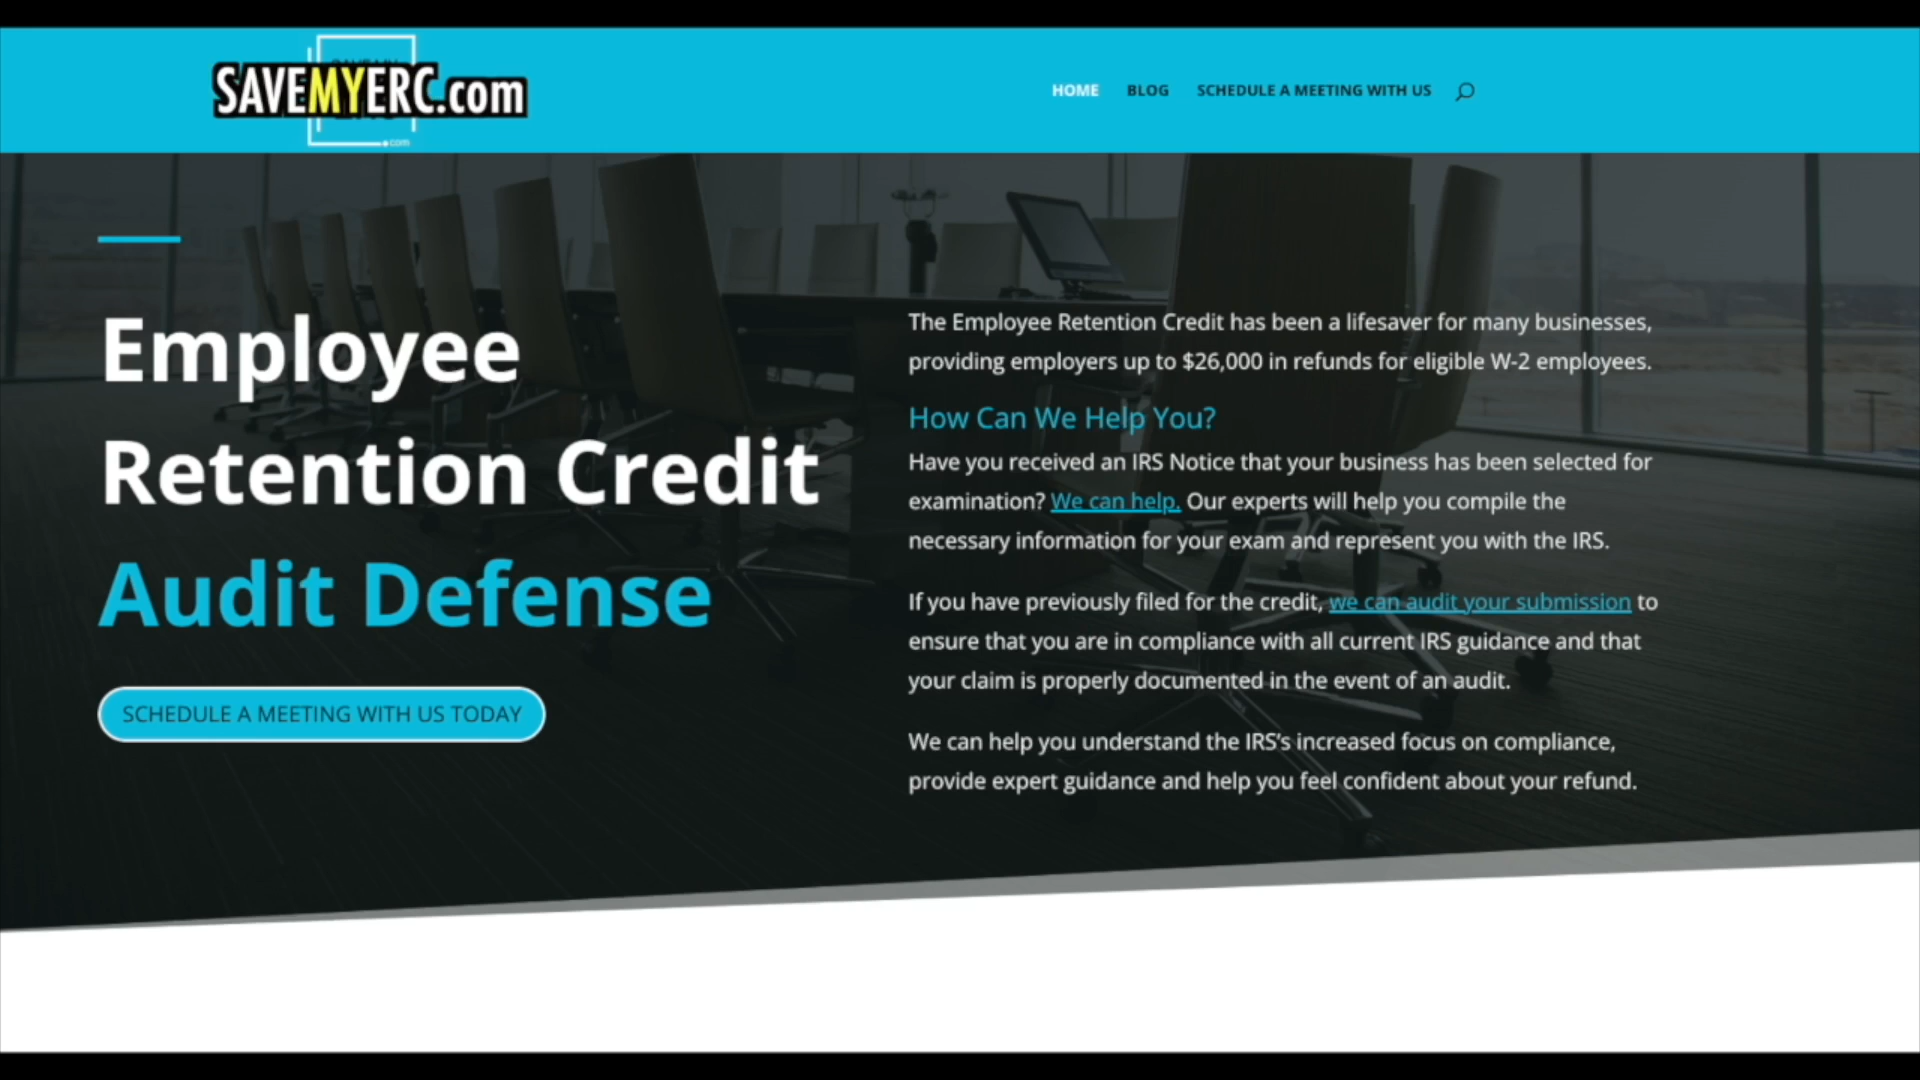 SAVEMYERC.com
.com
HOME BLOG SCHEDULE A MEETING WITH US
Employee
Retention Credit
Audit Defense
SCHEDULE A MEETING WITH US TODAY
The Employee Retention Credit has been a lifesaver for many businesses,
providing employers up to $26,000 in refunds for eligible W-2 employees.
How Can We Help You?
Have you received an IRS Notice that your business has been selected for
examination? We can help. Our experts will help you compile the
necessary information for your exam and represent you with the IRS.
If you have previously filed for the credit, we can audit your submission to
ensure that you are in compliance with all current IRS guidance and that
your claim is properly documented in the event of an audit.
We can help you understand the IRS's increased focus on compliance,
provide expert guidance and help you feel confident about your refund.